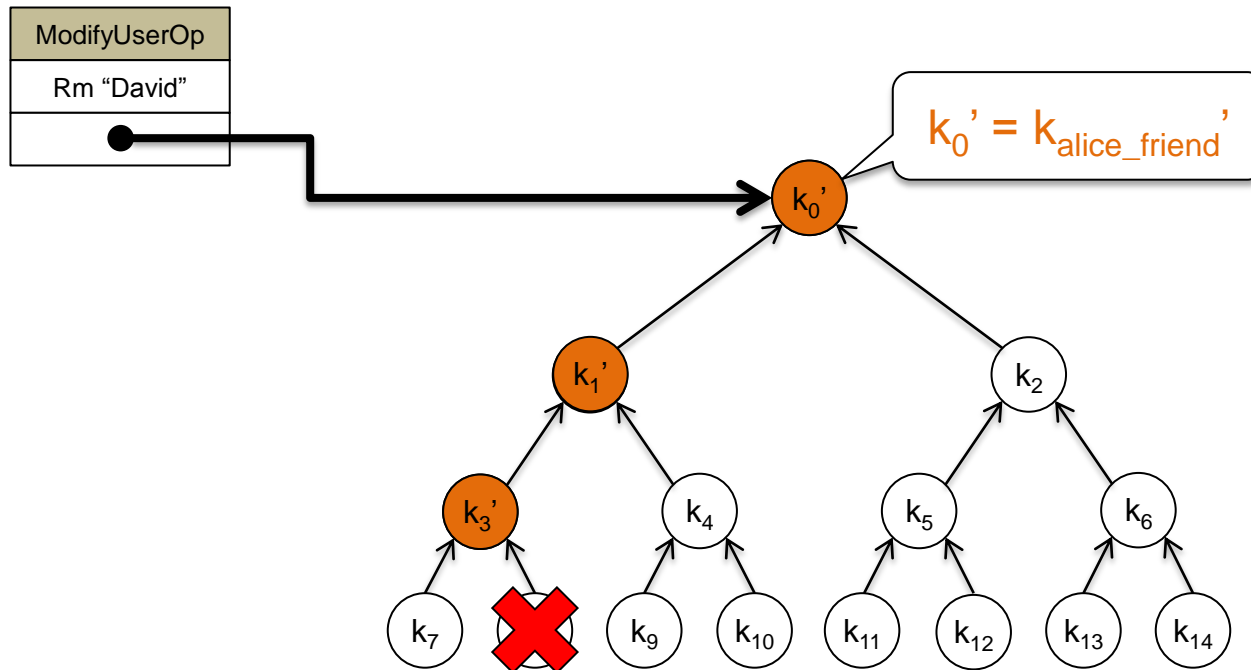 ModifyUserOp
Rm “David”
k0’ = kalice_friend’
k0’
k1’
k2
k3’
k4
k5
k6
k7
k9
k10
k11
k12
k13
k14